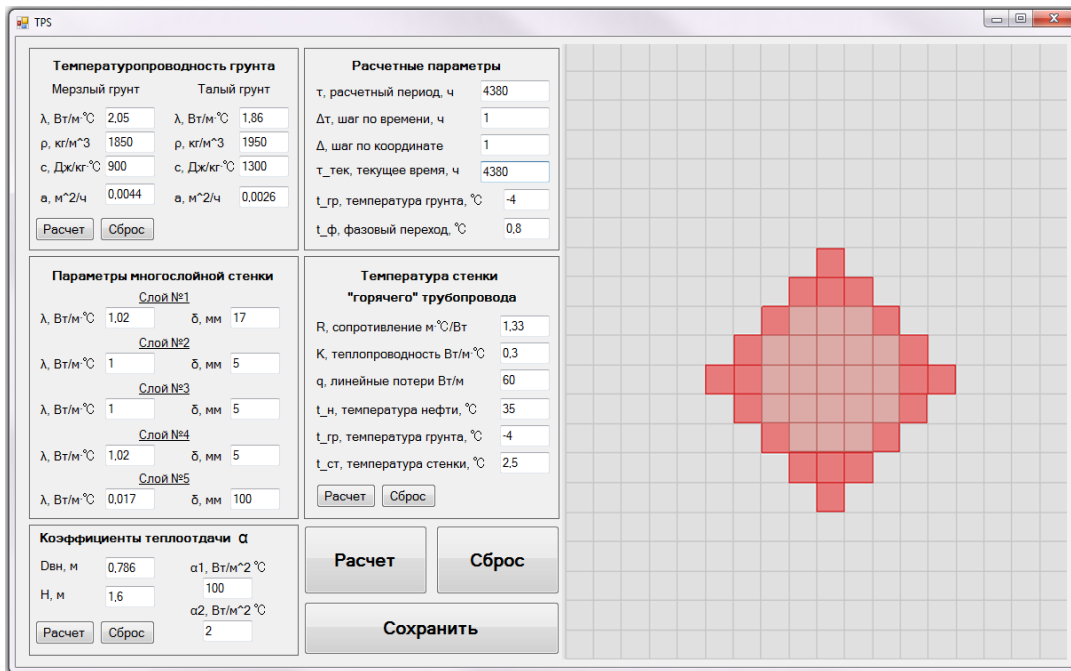 TPS
Температуропроводность грунта
Мерзлый грунт Талый грунт
λ, Вт/м·℃ 2,05 λ, Вт/м·℃ 1,86
ρ, кг/м^3 1850 ρ, кг/м^3 1950
с, Дж/кг·℃ 900 с, Дж/кг·℃ 1300
а, м^2/ч 0,0044 а, м^2/ч 0,0026
Расчет Сброс
Расчетные параметры
τ, расчетный период, ч 4380
Δτ, шаг по времени, ч 1
Δ, шаг по координате 1
τ_тек, текущее время, ч 4380
t_гр, температура грунта, ℃ -4
t_ф, фазовый переход, ℃ 0,8
Параметры многослойной стенки
Слой №1
λ, Вт/м·℃ 1,02 δ, мм 17
Слой №2
λ, Вт/м·℃ 1 δ, мм 5
Слой №3
λ, Вт/м·℃ 1 δ, мм 5
Слой №4
λ, Вт/м·℃ 1,02 δ, мм 5
Слой №5
λ, Вт/м·℃ 0,017 δ, мм 100
Температура стенки
"горячего" трубопровода
R, сопротивление м·℃/Вт 1,33
K, теплопроводность Вт/м·℃ 0,3
q, линейные потери Вт/м 60
t_н, температура нефти, ℃ 35
t_гр, температура грунта, ℃ -4
t_ст, температура стенки, ℃ 2,5
Расчет Сброс
Коэффициенты теплоотдачи α
Dвн, м 0,786 α1, Вт/м^2 ℃
100
H, м 1,6
α2, Вт/м^2 ℃
Расчет Сброс 2
Расчет Сброс
Сохранить